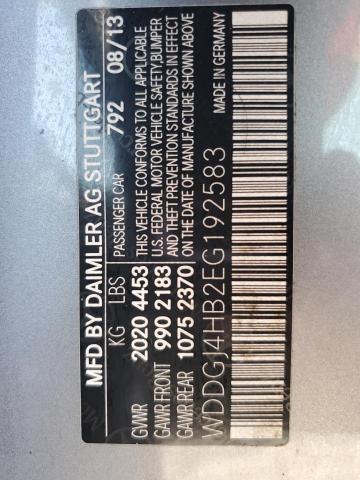 MFD BY DAIMLER AG STUTTGART
KG LBS PASSENGER CAR 792 08/13
GVWR 2020 4453 THIS VEHICLE CONFORMS TO ALL APPLICABLE
U.S. FEDERAL MOTOR VEHICLE SAFETY,BUMPER
GAWR FRONT 990 2183 AND THEFT PREVENTION STANDARDS IN EFFECT
GAWR REAR 1075 2370 ON THE DATE OF MANUFACTURE SHOWN ABOVE
MADE IN GERMANY
WDDGJ4HB2EG192583